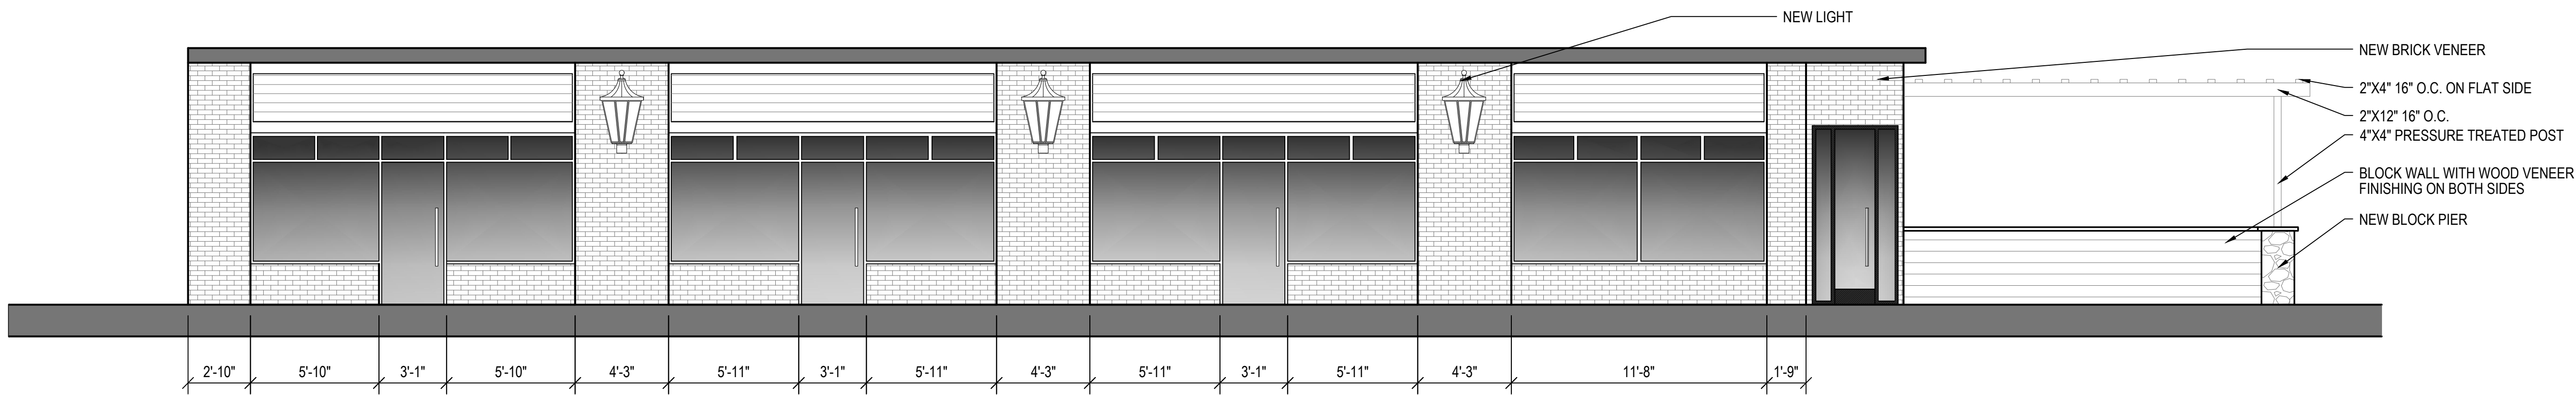 NEW LIGHT
NEW BRICK VENEER
2"X4" 16" O.C. ON FLAT SIDE
2"X12" 16" O.C.
4"X4" PRESSURE TREATED POST
BLOCK WALL WITH WOOD VENEER
FINISHING ON BOTH SIDES
NEW BLOCK PIER
2'-10" 5'-10" 3'-1" 5'-10" 4'-3" 5'-11" 3'-1" 5'-11" 4'-3" 5'-11" 3'-1" 5'-11" 4'-3" 11'-8" 1'-9"